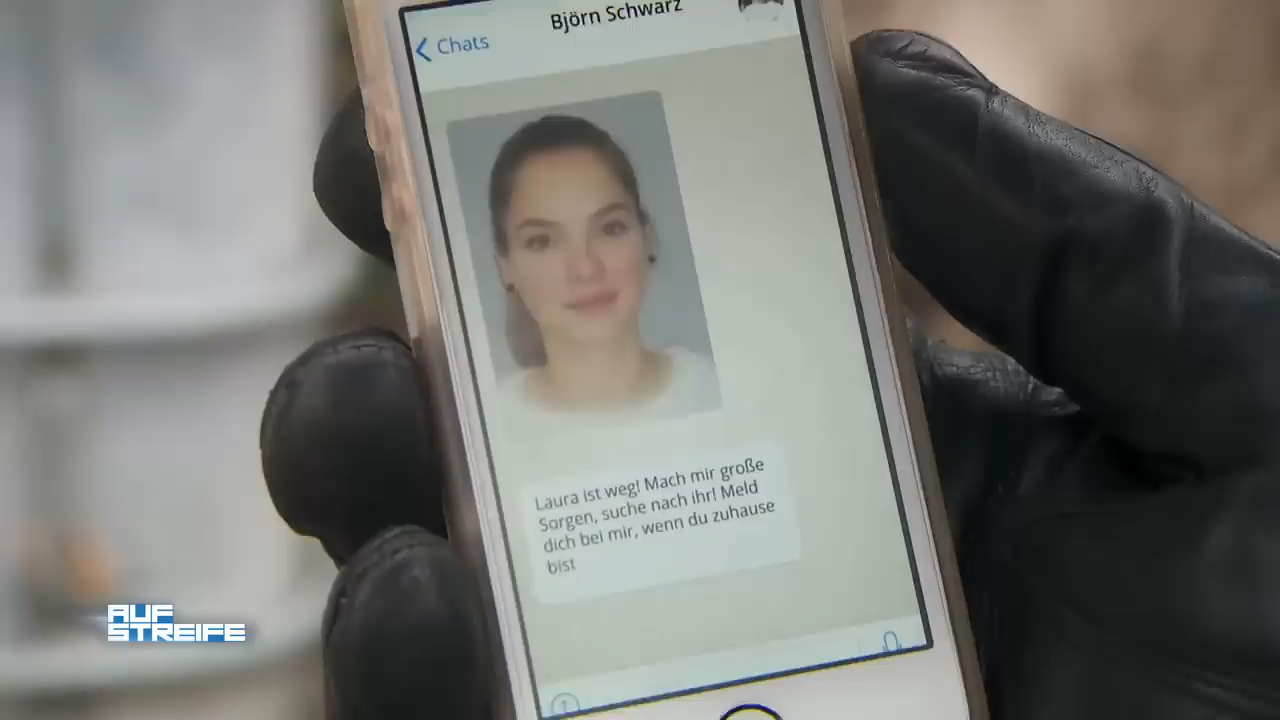 Björn Schwarz
Chats
Laura ist weg! Mach mir große
Sorgen, suche nach ihr! Meld
dich bei mir, wenn du zuhause
bist
AUF
STREIFE